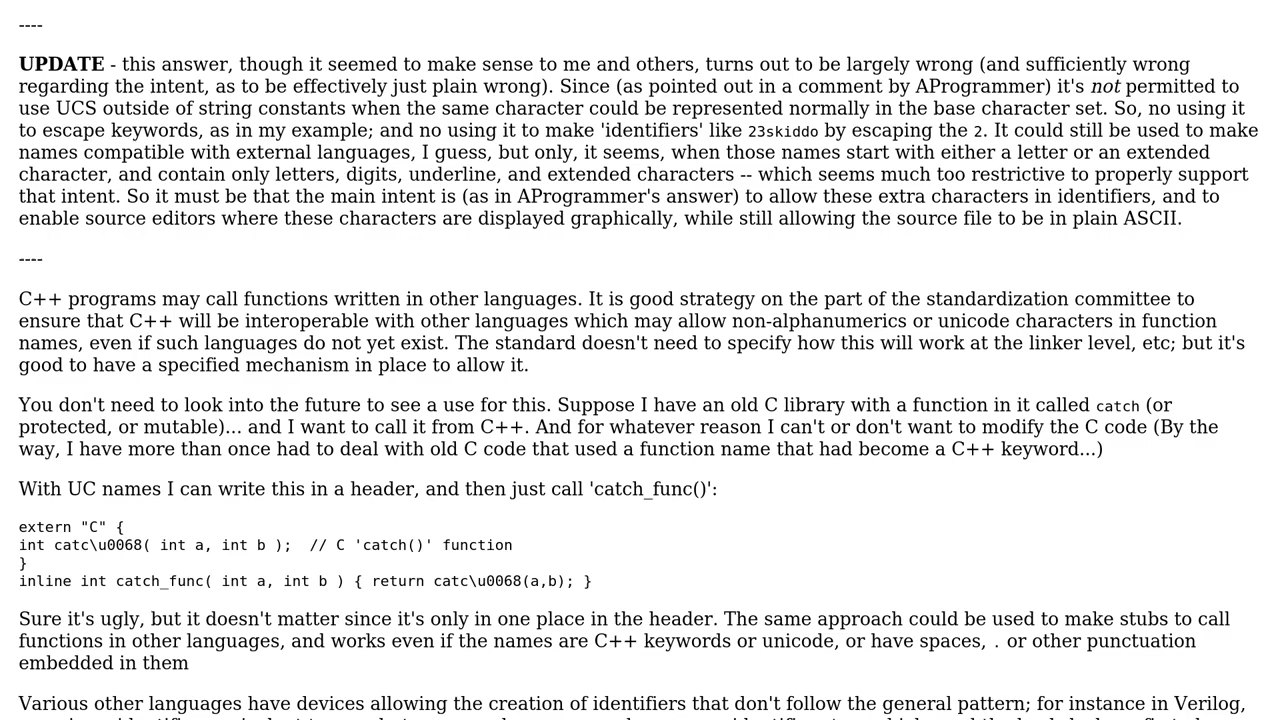 ----
UPDATE - this answer, though it seemed to make sense to me and others, turns out to be largely wrong (and sufficiently wrong
regarding the intent, as to be effectively just plain wrong). Since (as pointed out in a comment by AProgrammer) it's not permitted to
use UCS outside of string constants when the same character could be represented normally in the base character set. So, no using it
to escape keywords, as in my example; and no using it to make 'identifiers' like 23skiddo by escaping the 2. It could still be used to make
names compatible with external languages, I guess, but only, it seems, when those names start with either a letter or an extended
character, and contain only letters, digits, underline, and extended characters -- which seems much too restrictive to properly support
that intent. So it must be that the main intent is (as in AProgrammer's answer) to allow these extra characters in identifiers, and to
enable source editors where these characters are displayed graphically, while still allowing the source file to be in plain ASCII.
----
C++ programs may call functions written in other languages. It is good strategy on the part of the standardization committee to
ensure that C++ will be interoperable with other languages which may allow non-alphanumerics or unicode characters in function
names, even if such languages do not yet exist. The standard doesn't need to specify how this will work at the linker level, etc; but it's
good to have a specified mechanism in place to allow it.
You don't need to look into the future to see a use for this. Suppose I have an old C library with a function in it called catch (or
protected, or mutable)... and I want to call it from C++. And for whatever reason I can't or don't want to modify the C code (By the
way, I have more than once had to deal with old C code that used a function name that had become a C++ keyword...)
With UC names I can write this in a header, and then just call 'catch_func()':
extern "C" {
int catc\u0068( int a, int b );  // C 'catch()' function
}
inline int catch_func( int a, int b ) { return catc\u0068(a,b); }
Sure it's ugly, but it doesn't matter since it's only in one place in the header. The same approach could be used to make stubs to call
functions in other languages, and works even if the names are C++ keywords or unicode, or have spaces, . or other punctuation
embedded in them
Various other languages have devices allowing the creation of identifiers that don't follow the general pattern; for instance in Verilog,